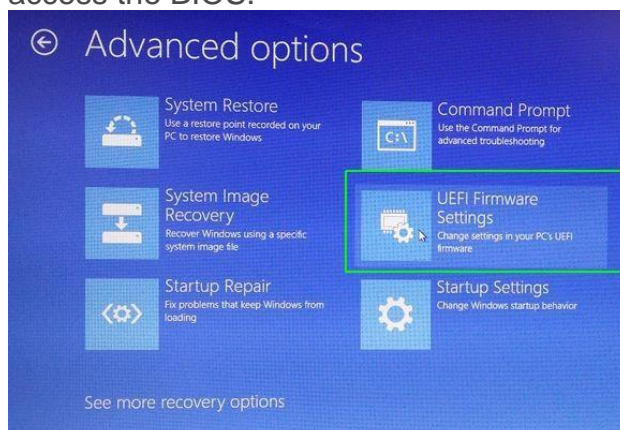 access the BIOS.
Advanced options
System Restore
Use a restore point recorded on your
PC to restore Windows
Command Prompt
Use the Command Prompt for
advanced troubleshooting
C:\
System Image
Recovery
Recover Windows using a specific
system image file
UEFI Firmware
Settings
Change settings in your PC's UEFI
firmware
Startup Repair
Fix problems that keep Windows from
loading
Startup Settings
Change Windows startup behavior
See more recovery options